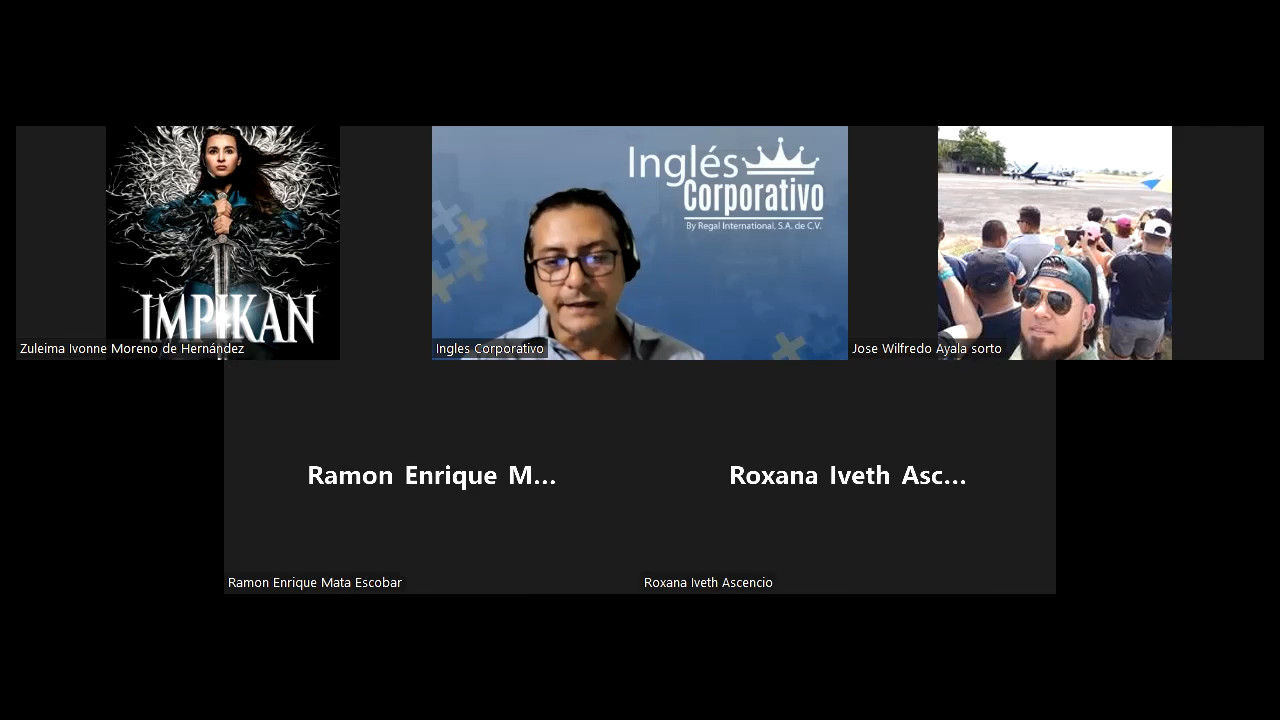 IMPIKAN
Zuleima Ivonne Moreno de Hernández
Inglés
Corporativo
By Regal International, S.A. de C.V.
Ingles Corporativo
Jose Wilfredo Ayala sorto
Ramon Enrique M...
Roxana Iveth Asc...
Ramon Enrique Mata Escobar
Roxana Iveth Ascencio